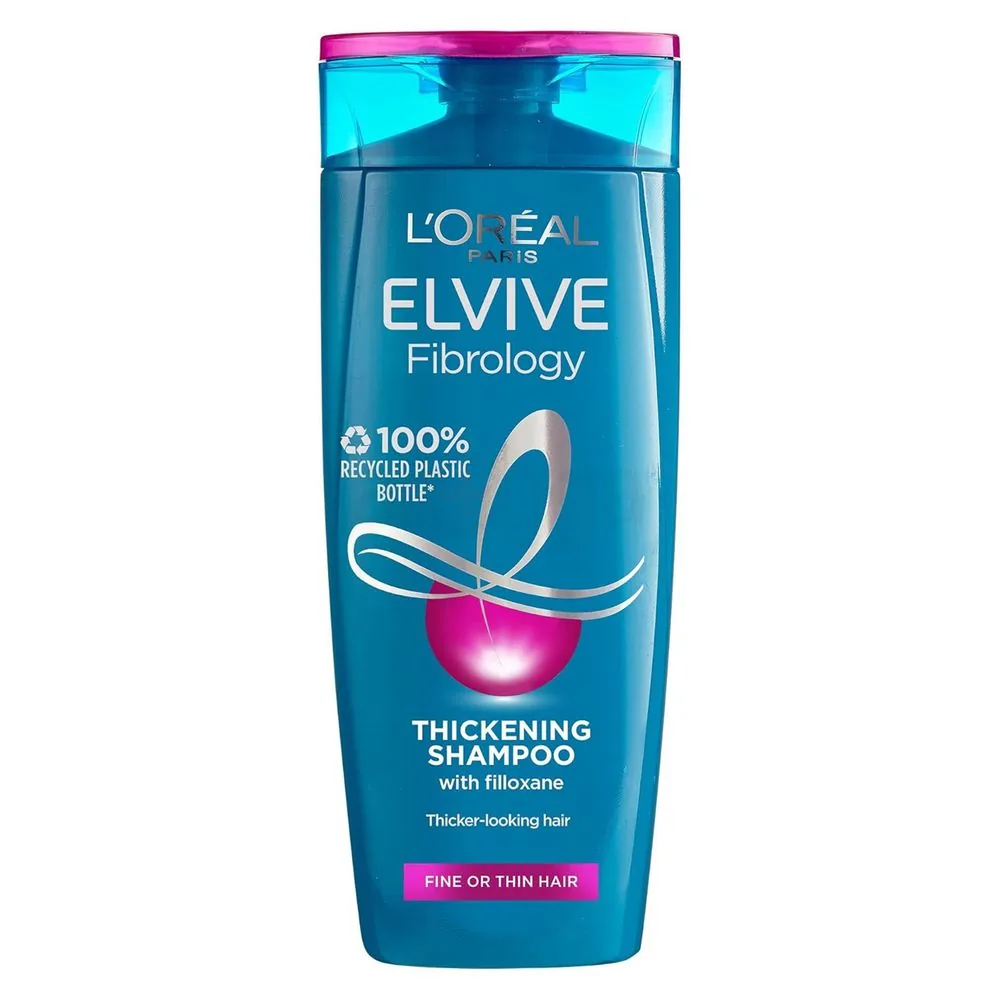 L'ORÉAL
PARIS
ELVIVE
Fibrology
100%
RECYCLED PLASTIC
BOTTLE*
THICKENING
SHAMPOO
with filloxane
Thicker-looking hair
FINE OR THIN HAIR